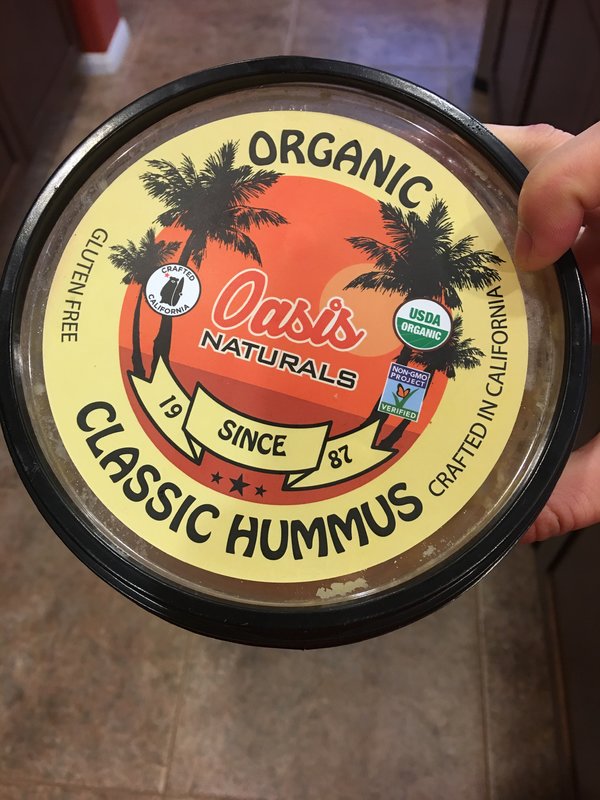 ORGANIC
GLUTEN FREE
CRAFTED
CALIFORNIA
Oasis
NATURALS
USDA
ORGANIC
NON-GMO
PROJECT
VERIFIED
19 SINCE 87
CRAFTED IN CALIFORNIA
CLASSIC HUMMUS